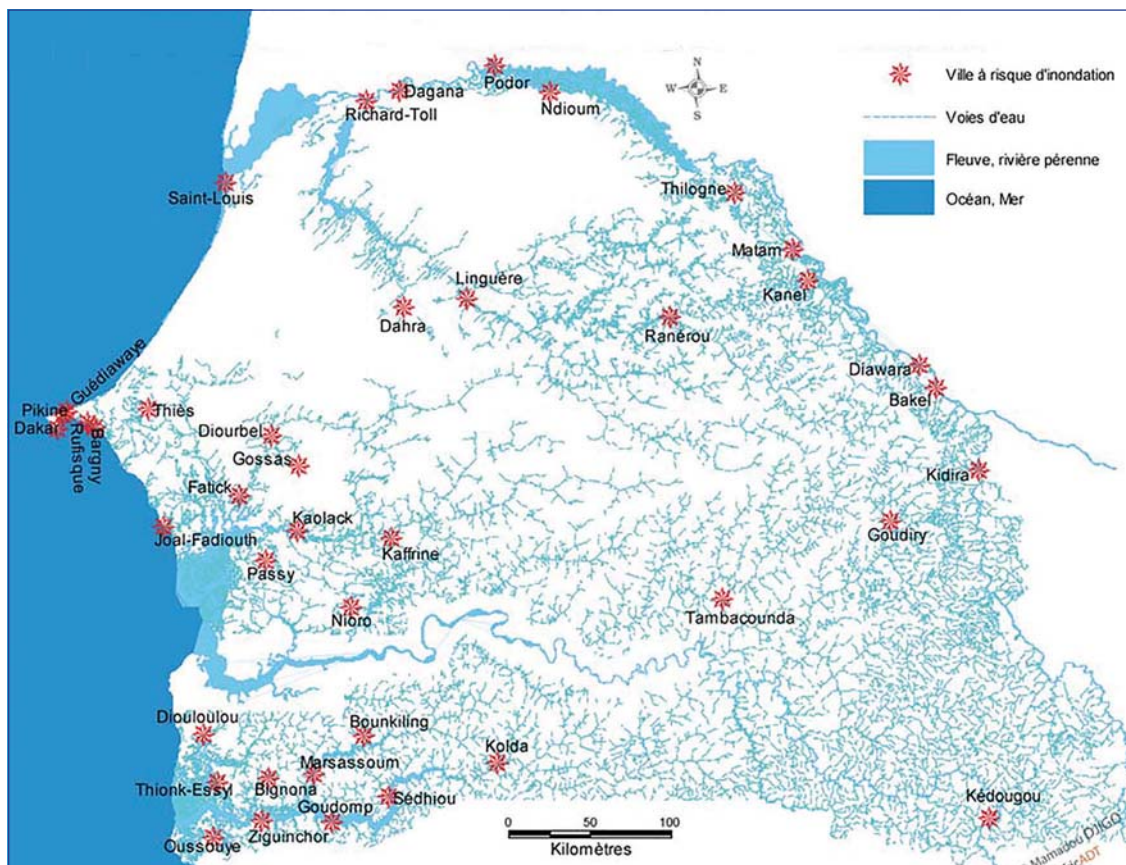 Podor
Dagana
Richard-Toll
Ndioum
N
W E
S
Ville à risque d'inondation
Voies d'eau
Fleuve, rivière pérenne
Océan, Mer
Saint-Louis
Thilogne
Matam
Kanel
Linguère
Dahra
Ranérou
Diawara
Bakel
Guédiawaye
Pikine
Dakar
Rufisque
Bargny
Thiès
Diourbel
Gossas
Fatick
Kidira
Kaolack
Goudiry
Joal-Fadiouth
Kaffrine
Passy
Nioro
Tambacounda
Diouloulou
Bounkiling
Kolda
Marsassoum
Thionk-Essyl
Bignona
Goudomp
Sédhiou
Kédougou
Ziguinchor
Oussouye
0 50 100
Kilomètres
Mamadou DJIGO
ADT